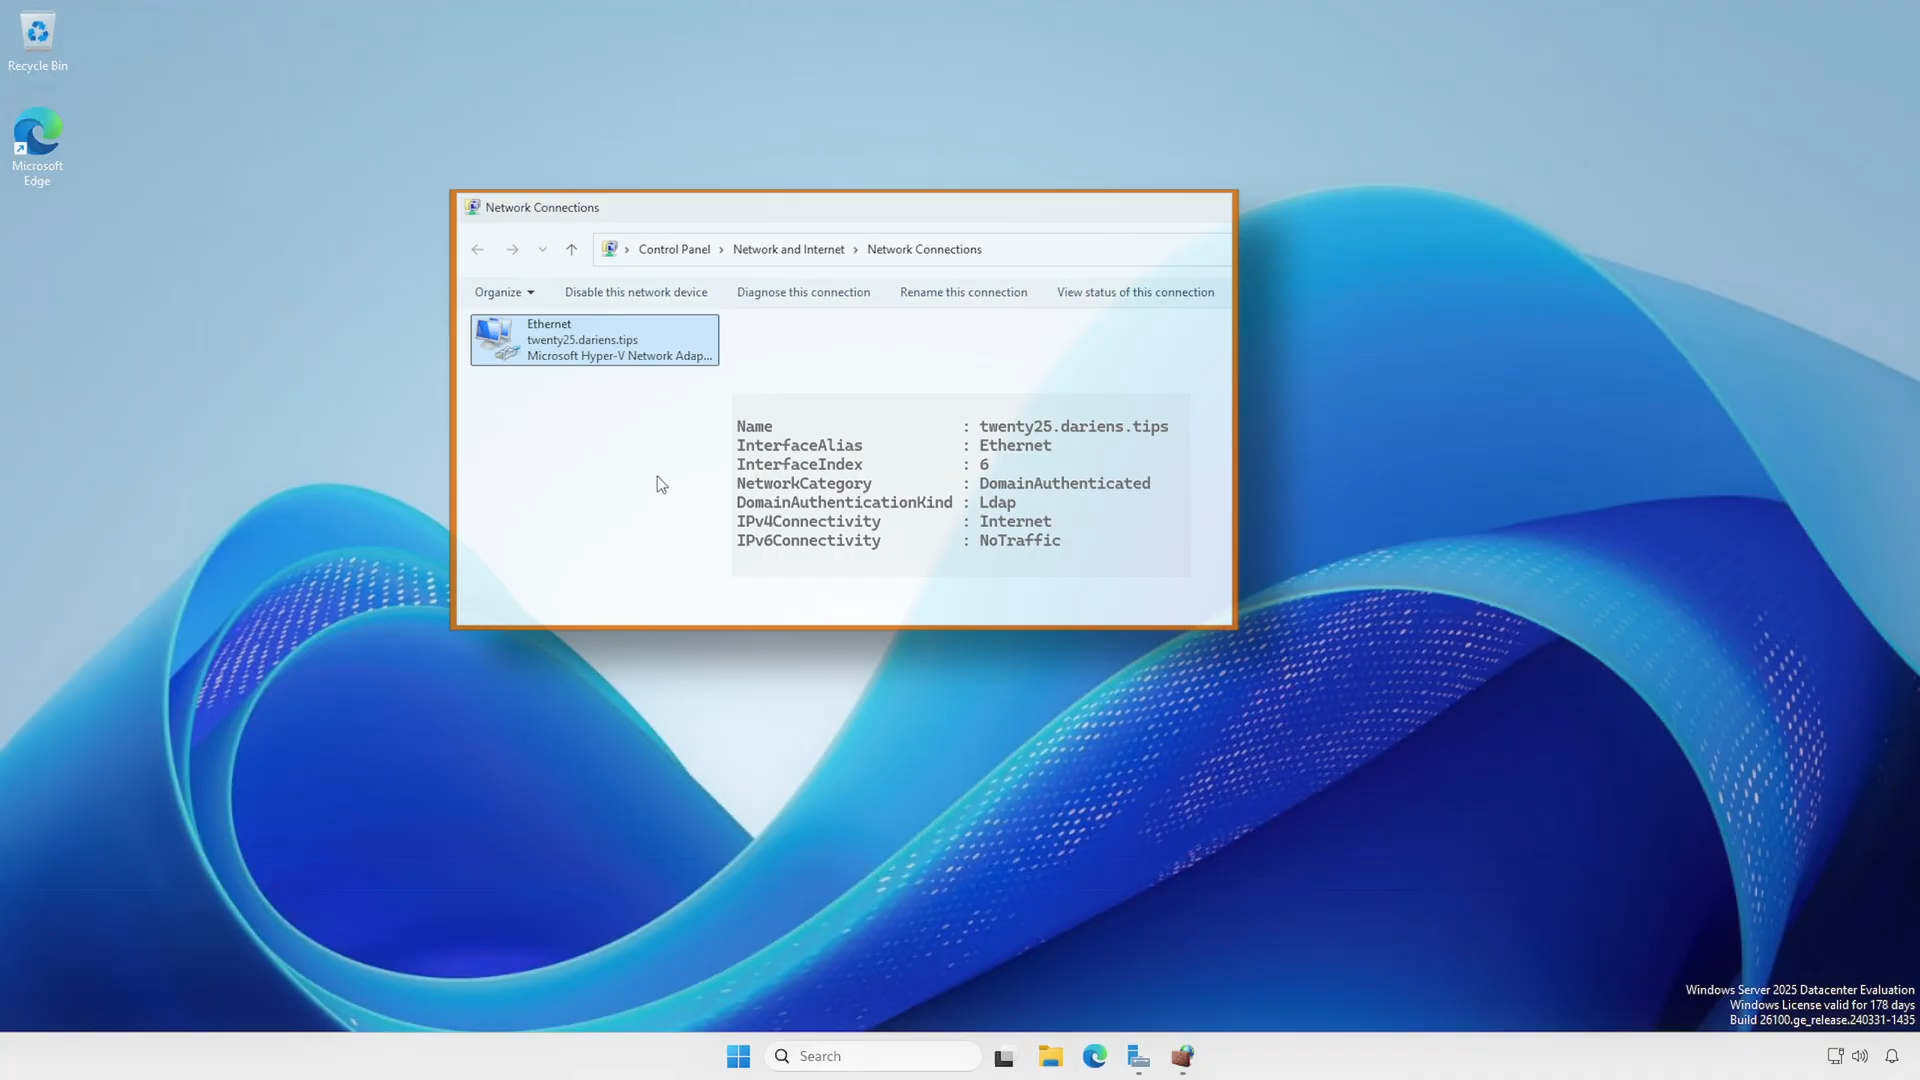 Recycle Bin
Microsoft
Edge
Network Connections
Control Panel › Network and Internet › Network Connections
Organize Disable this network device Diagnose this connection Rename this connection View status of this connection
Ethernet
twenty25.dariens.tips
Microsoft Hyper-V Network Adap...
Name : twenty25.dariens.tips
InterfaceAlias : Ethernet
InterfaceIndex : 6
NetworkCategory : DomainAuthenticated
DomainAuthenticationKind : Ldap
IPv4Connectivity : Internet
IPv6Connectivity : NoTraffic
Windows Server 2025 Datacenter Evaluation
Windows License valid for 178 days
Build 26100.ge_release.240331-1435
Search